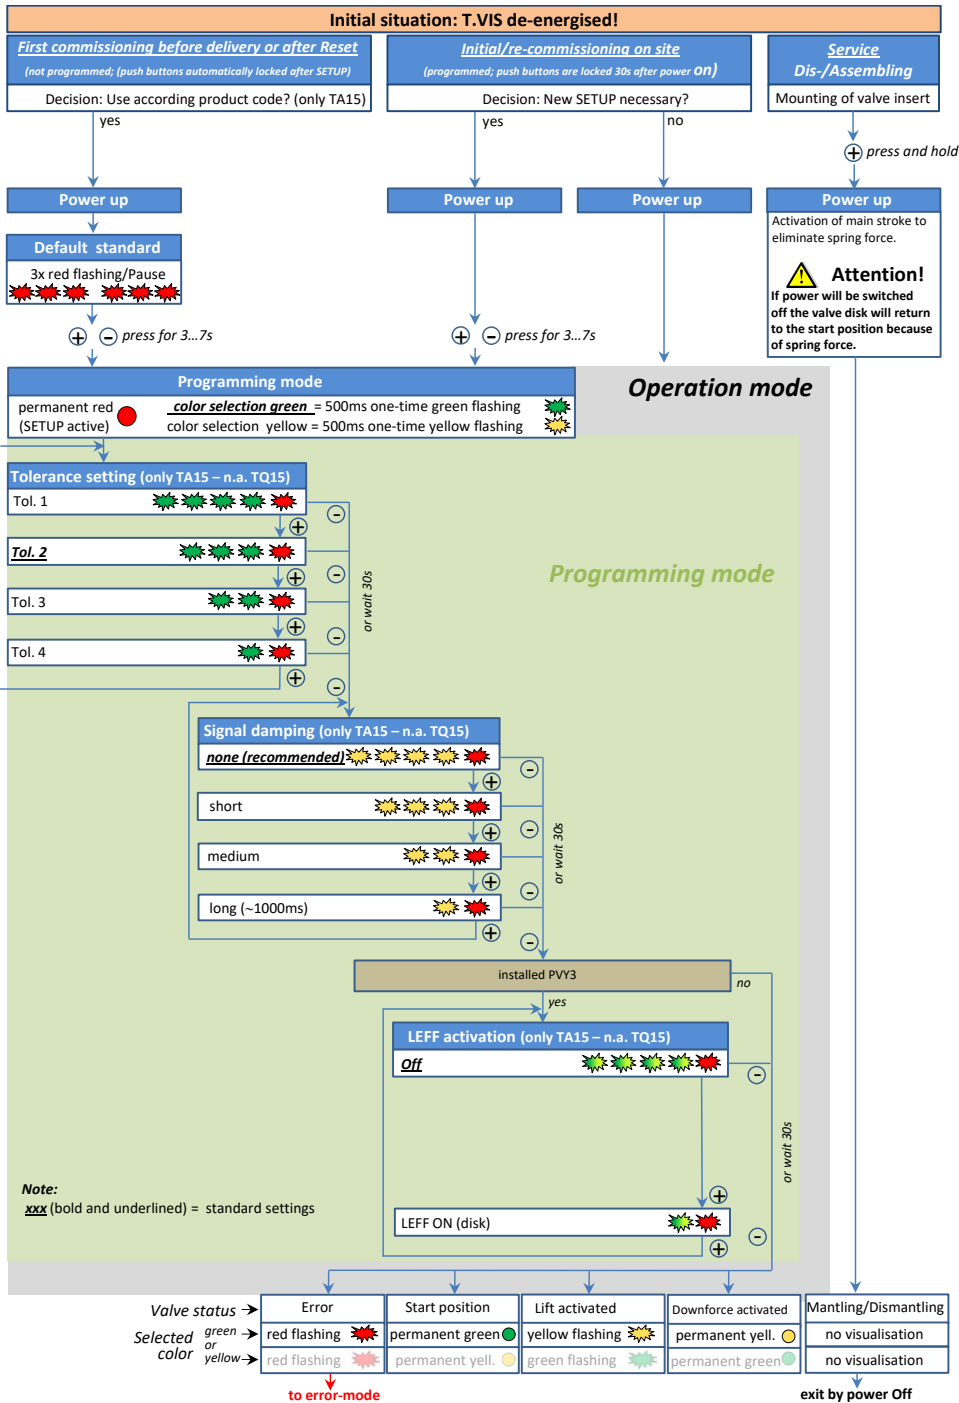 Initial situation: T.VIS de-energised!
First commissioning before delivery or after Reset
(not programmed; (push buttons automatically locked after SETUP)
Decision: Use according product code? (only TA15)
yes
Initial/re-commissioning on site
(programmed; push buttons are locked 30s after power on)
Decision: New SETUP necessary?
yes
no
Service
Dis-/Assembling
Mounting of valve insert
+ press and hold
Power up
Power up
Power up
Power up
Default standard
3x red flashing/Pause
Activation of main stroke to
eliminate spring force.
Attention!
If power will be switched
off the valve disk will return
to the start position because
of spring force.
+ - press for 3...7s
+ - press for 3...7s
Programming mode
permanent red
(SETUP active)
color selection green = 500ms one-time green flashing
color selection yellow = 500ms one-time yellow flashing
Operation mode
Tolerance setting (only TA15 – n.a. TQ15)
Tol. 1
-
+
Tol. 2
-
+
Tol. 3
-
+
Tol. 4
-
+
or wait 30s
Programming mode
Signal damping (only TA15 – n.a. TQ15)
none (recommended)
-
+
short
-
+
medium
-
+
long (~1000ms)
-
+
or wait 30s
installed PVY3
no
yes
LEFF activation (only TA15 – n.a. TQ15)
Off
-
+
or wait 30s
LEFF ON (disk)
-
+
Note:
xxx (bold and underlined) = standard settings
Valve status
Error
Start position
Lift activated
Downforce activated
Mantling/Dismantling
Selected
color
green
or
yellow
red flashing
permanent green
yellow flashing
permanent yell.
no visualisation
red flashing
permanent yell.
green flashing
permanent green
no visualisation
to error-mode
exit by power Off